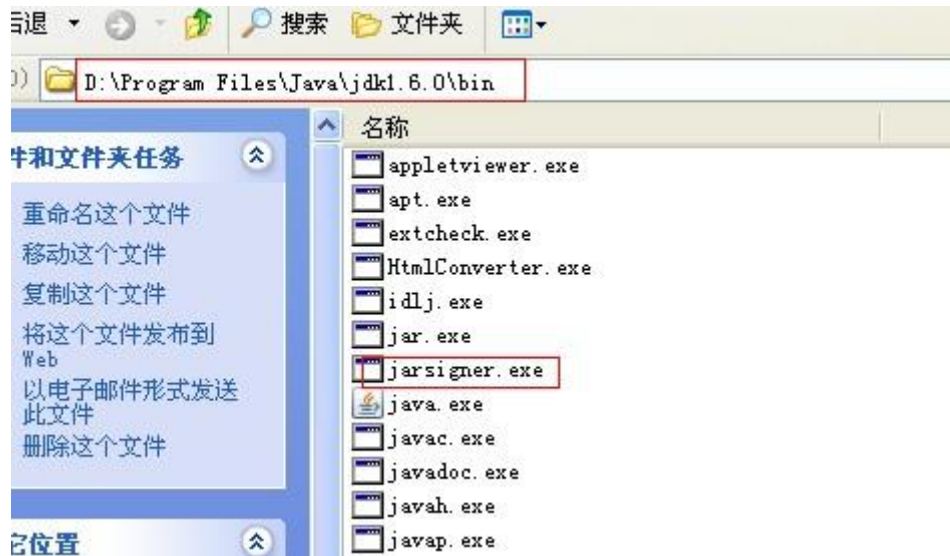 后退 搜索 文件夹
D:\Program Files\Java\jdk1.6.0\bin
名称
件和文件夹任务
重命名这个文件
移动这个文件
复制这个文件
将这个文件发布到
Web
以电子邮件形式发送
此文件
删除这个文件
它位置
appletviewer.exe
apt.exe
extcheck.exe
HtmlConverter.exe
idlj.exe
jar.exe
jarsigner.exe
java.exe
javac.exe
javadoc.exe
javah.exe
javap.exe